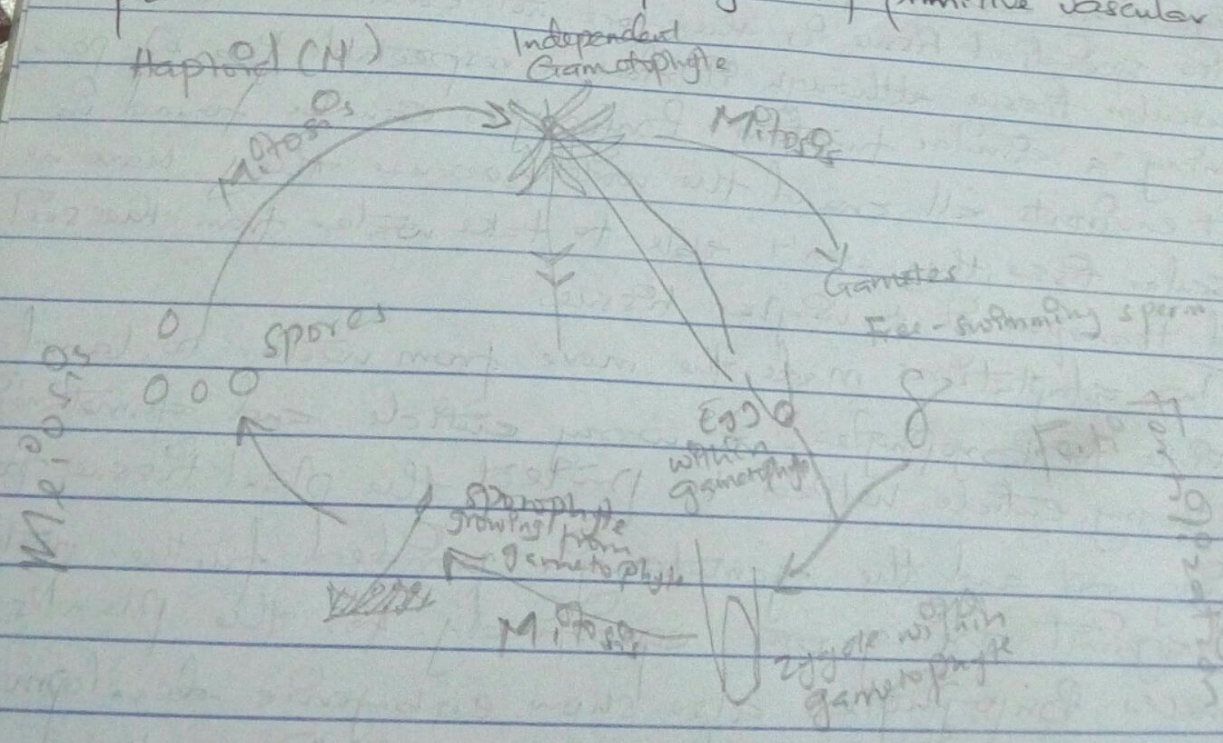 vascular
Haploid (N)
Independent
Gametophyte
Mitosis
Mitosis
Gametes
Free-swimming sperm
spores
Meiosis
Egg
within
gametophyte
Fertilization
sporophyte
growing from
gametophyte
Mitosis
zygote within
gametophyte